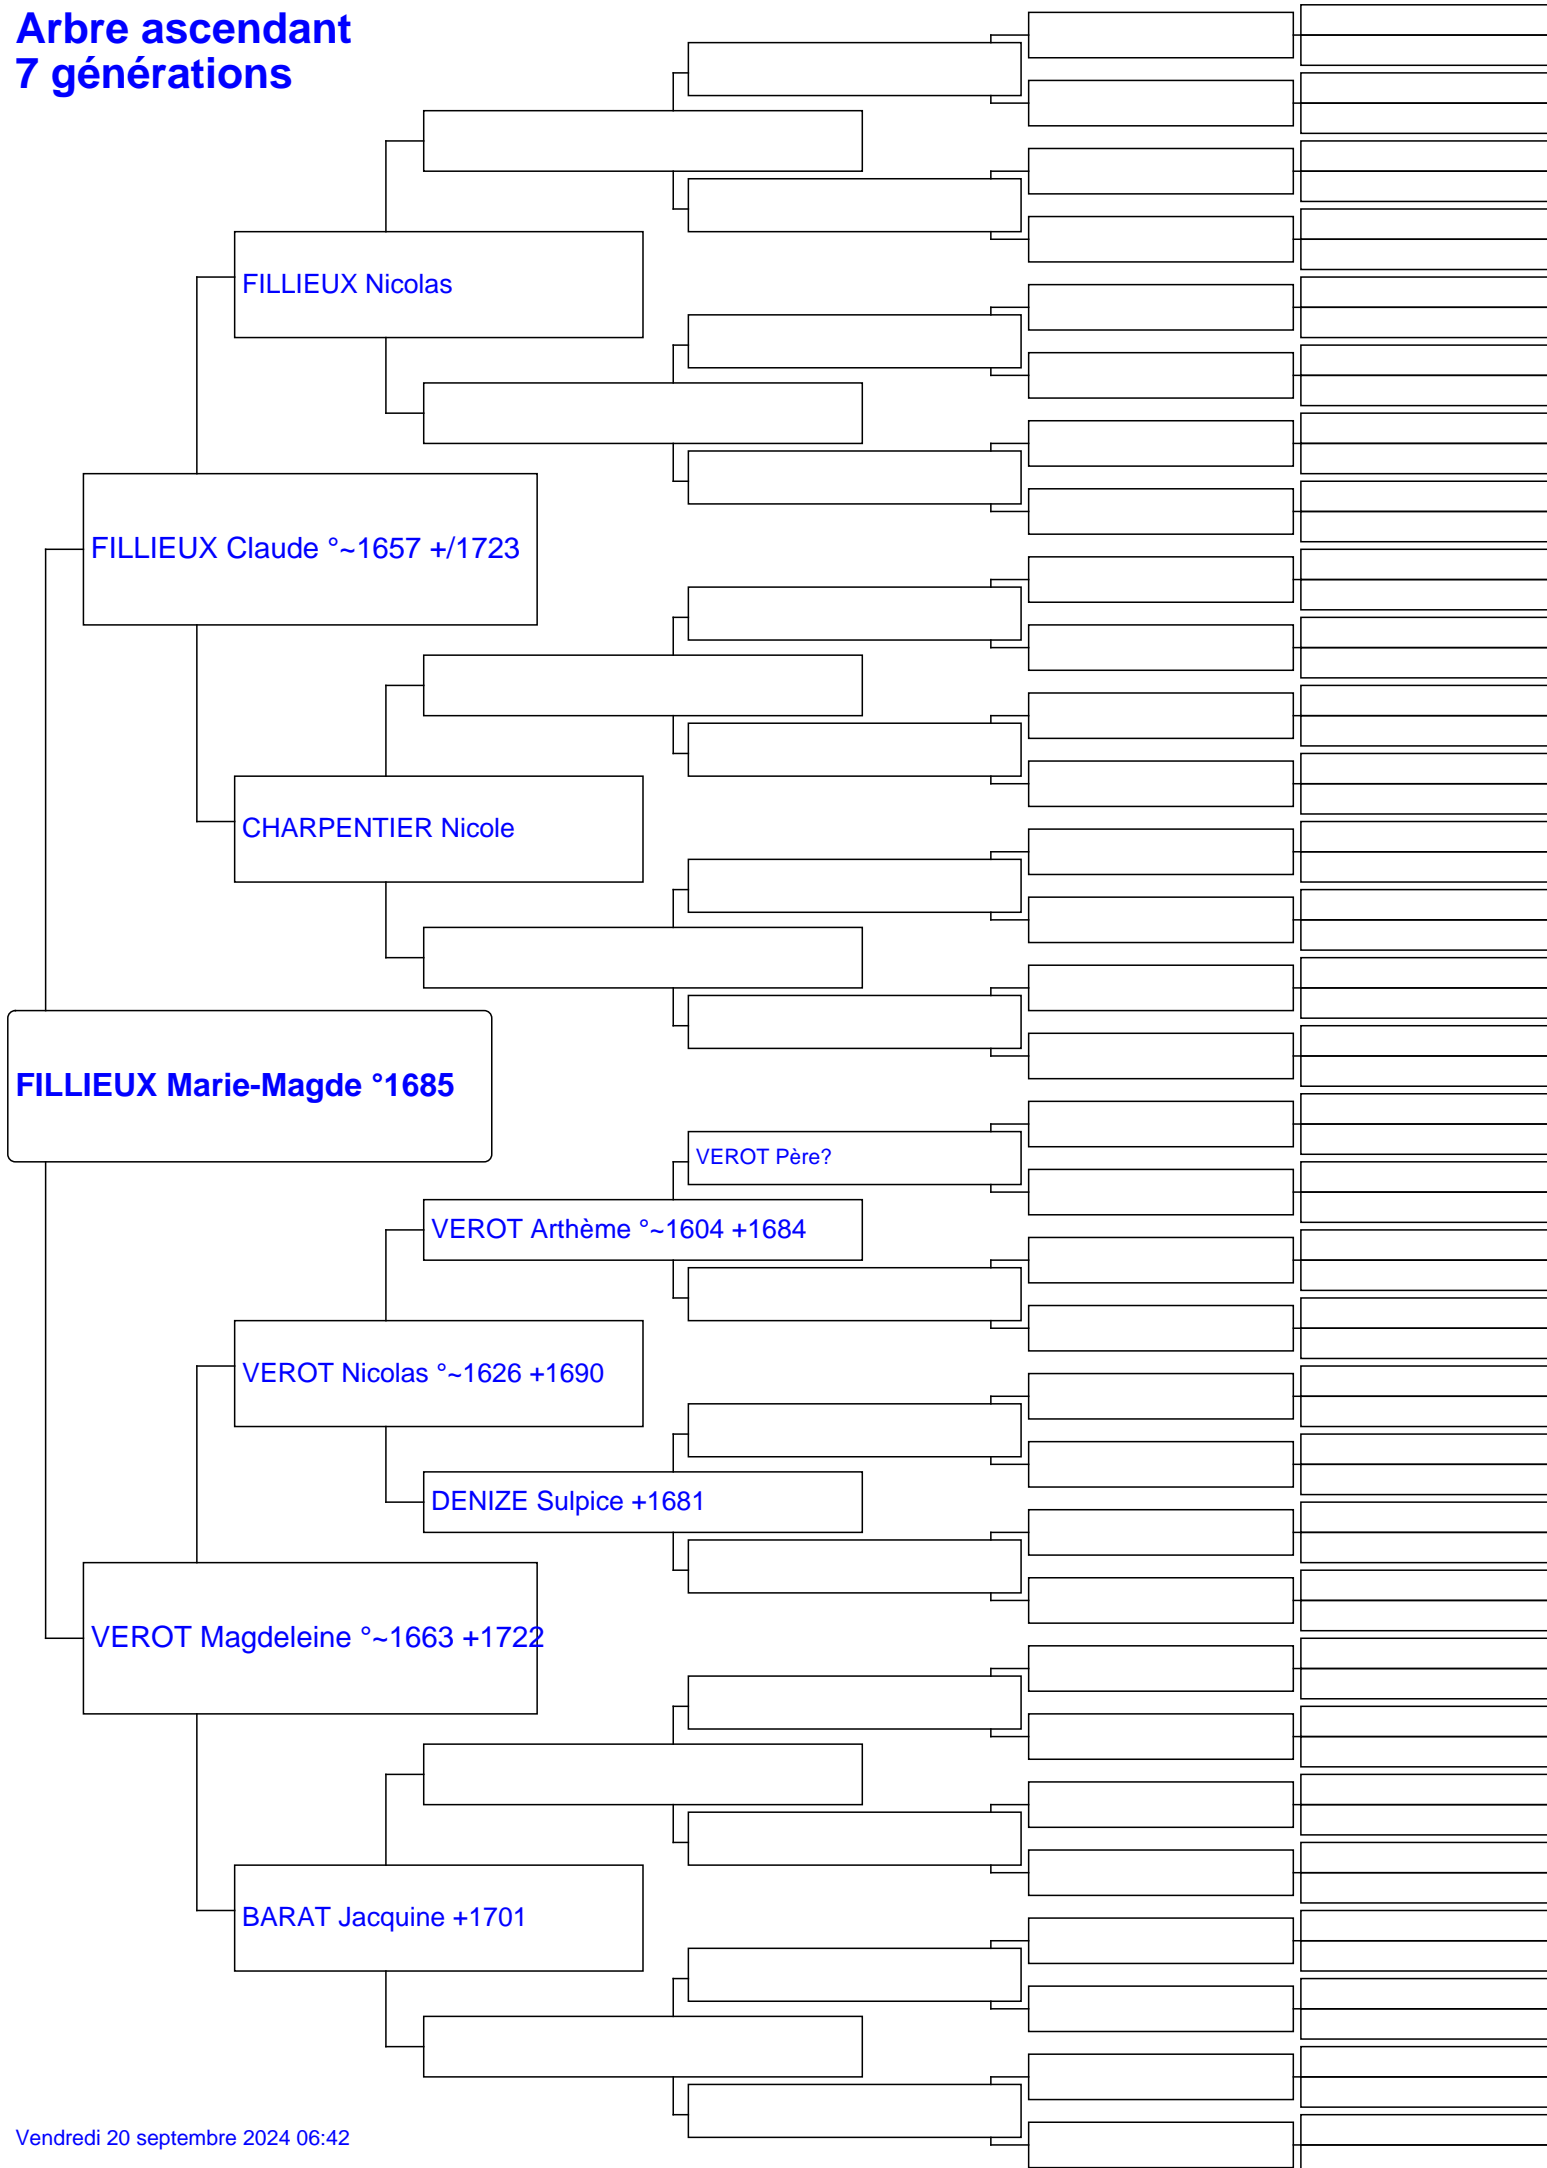 Arbre ascendant
7 générations
FILLIEUX Nicolas
FILLIEUX Claude °~1657 +/1723
CHARPENTIER Nicole
FILLIEUX Marie-Magde °1685
VEROT Père?
VEROT Arthème °~1604 +1684
VEROT Nicolas °~1626 +1690
DENIZE Sulpice +1681
VEROT Magdeleine °~1663 +1722
BARAT Jacquine +1701
Vendredi 20 septembre 2024 06:42